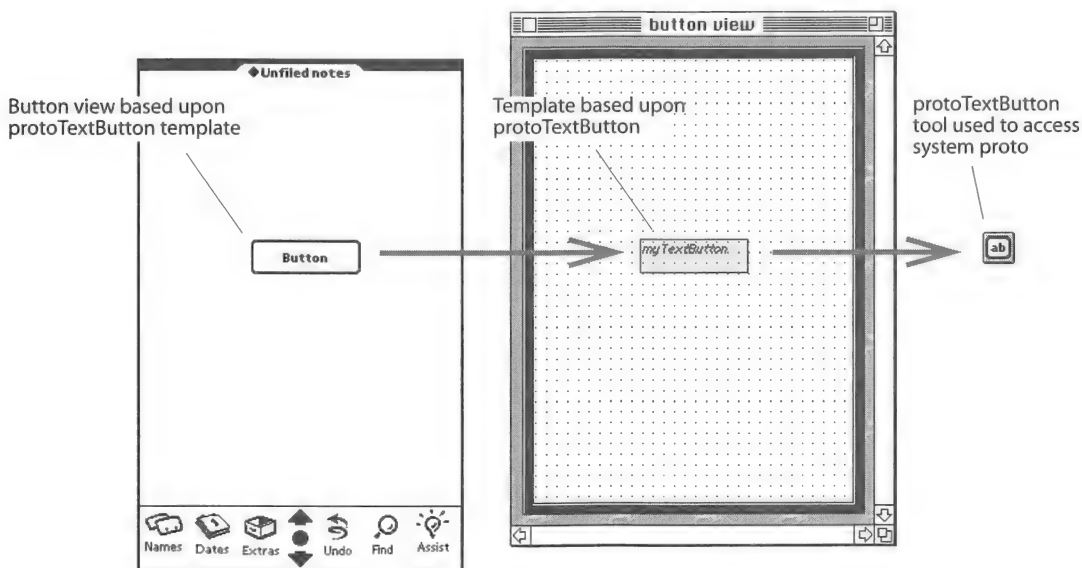 button view
◆Unfiled notes
Button view based upon
protoTextButton template
Template based upon
protoTextButton
protoTextButton
tool used to access
system proto
Button
myTextButton
ab
Names Dates Extras Undo Find Assist